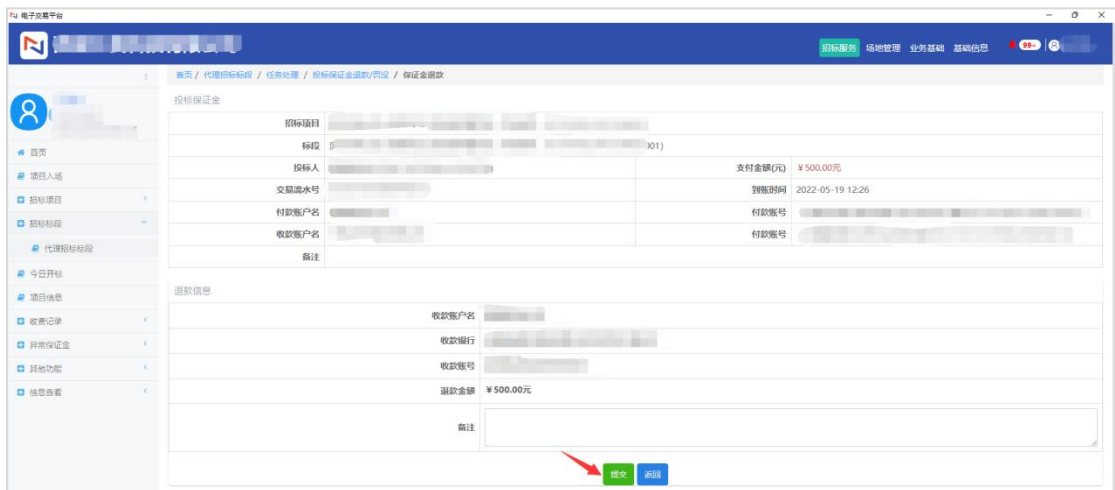 电子交易平台
招标服务 场地管理 业务基础 基础信息 99+
首页 / 代理招标标段 / 任务处理 / 投标保证金退款/罚没 / 保证金退款
首页
项目入场
招标项目
招标标段
代理招标标段
今日开标
项目信息
收费记录
异常保证金
其他功能
信息查看
投标保证金
招标项目
标段 001)
投标人 支付金额(元) ¥500.00元
交易流水号 到账时间 2022-05-19 12:26
付款账户名 付款账号
收款账户名 付款账号
备注
退款信息
收款账户名
收款银行
收款账号
退款金额 ¥500.00元
备注
提交 返回